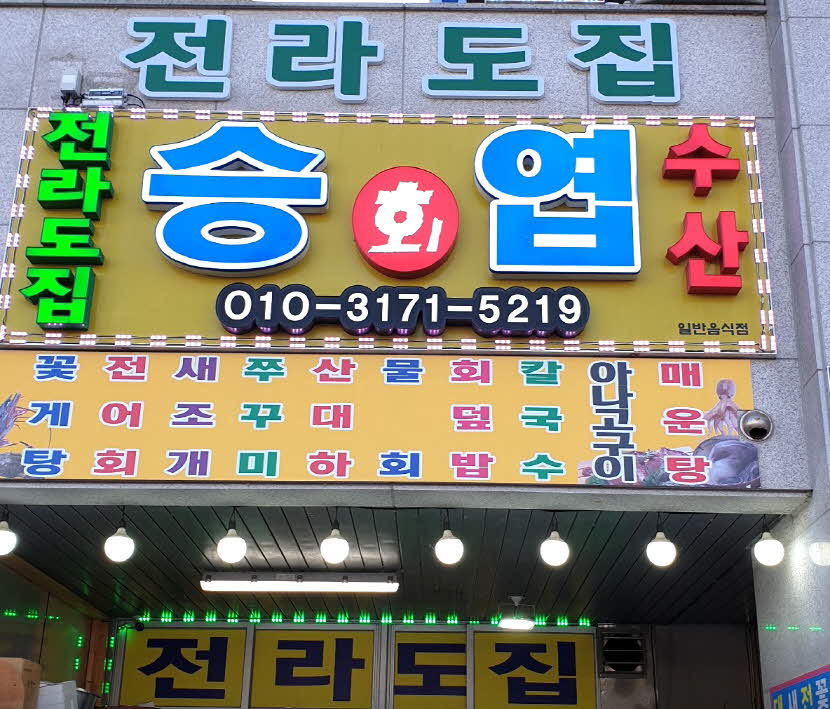 전라도집
전라도집
승회엽
수산
010-3171-5219
일반음식점
꽃게탕
전어회
새조개
쭈꾸미
산대하
물회
회덮밥
칼국수
아나고구이
매운탕
전라도집